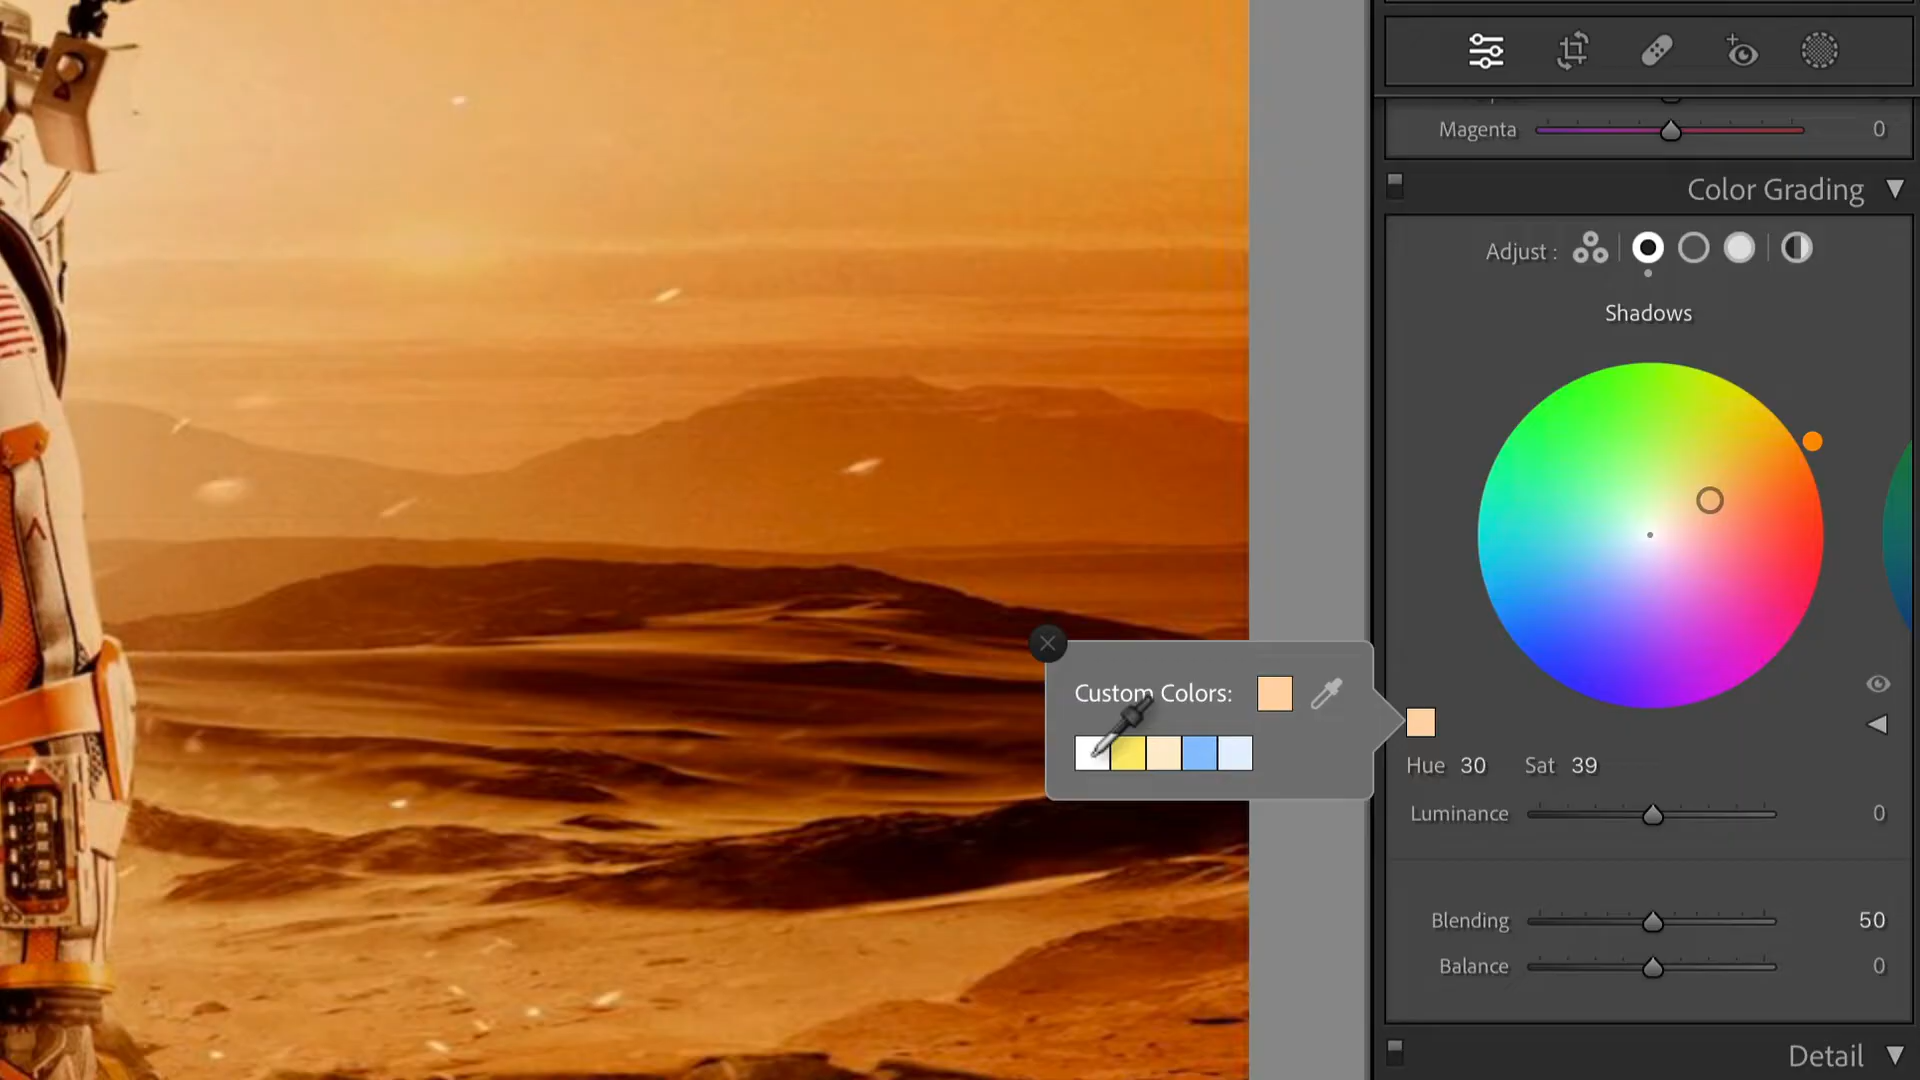 Magenta 0
Color Grading
Adjust :
Shadows
Custom Colors:
Hue 30 Sat 39
Luminance 0
Blending 50
Balance 0
Detail